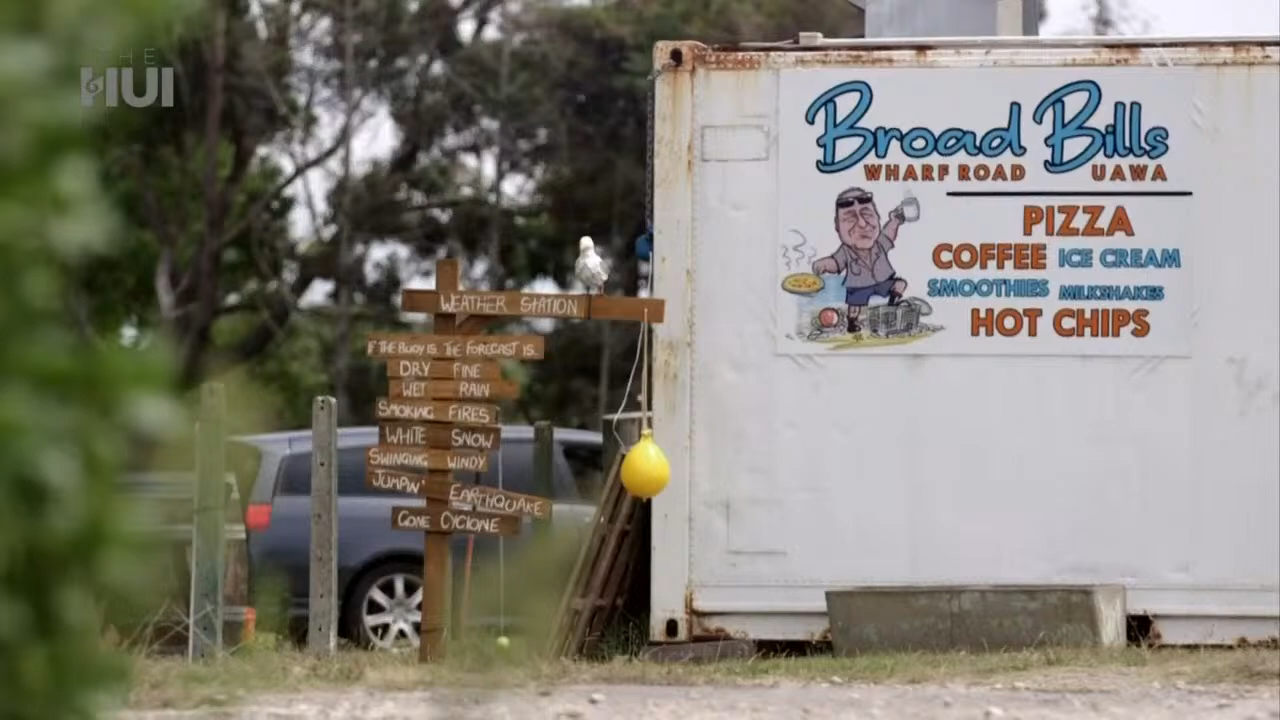 THE
HUI
Broad Bills
WHARF ROAD UAWA
PIZZA
COFFEE ICE CREAM
SMOOTHIES MILKSHAKES
HOT CHIPS
WEATHER STATION
IF THE BUOY IS.. THE FORECAST IS..
DRY FINE
WET RAIN
SMOKING FIRES
WHITE SNOW
SWINGING WINDY
JUMPIN' EARTHQUAKE
GONE CYCLONE